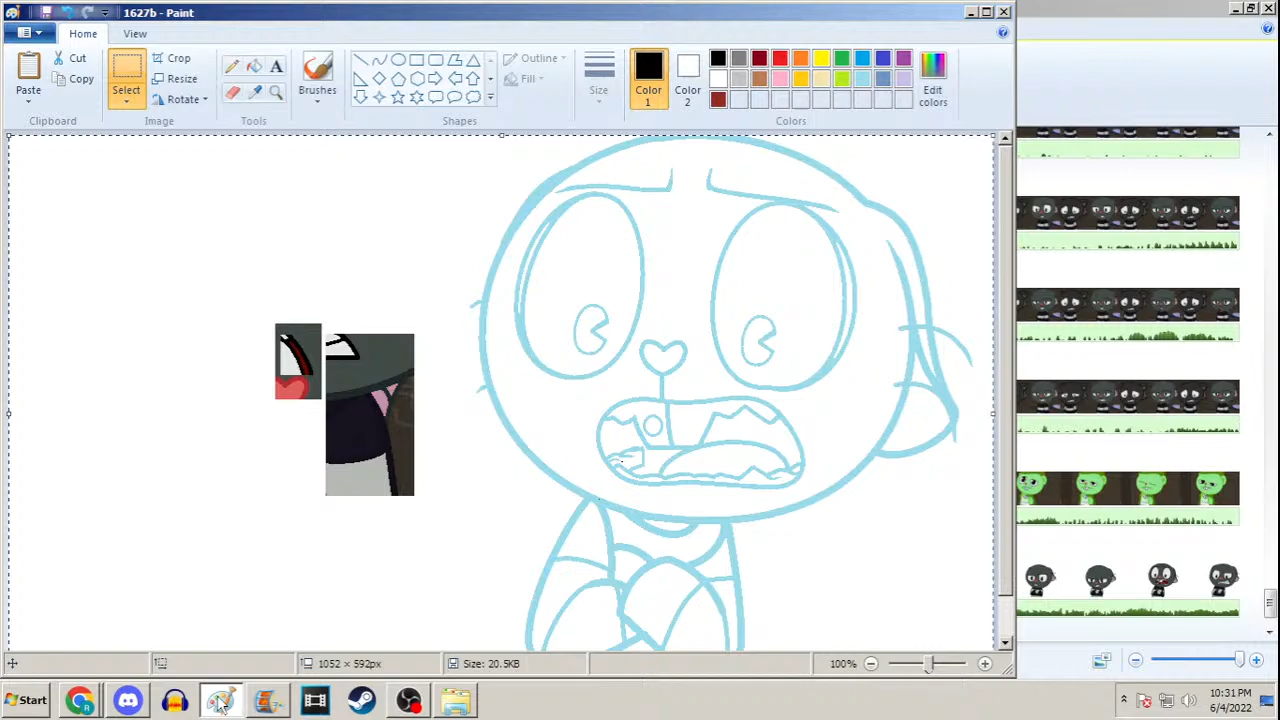 1627b - Paint
Home
View
Paste
Cut
Copy
Clipboard
Select
Crop
Resize
Rotate
Image
Tools
Brushes
Outline
Fill
Shapes
Size
Color 1
Color 2
Edit colors
Colors
1052 × 592px
Size: 20.5KB
100%
Start
10:31 PM
6/4/2022